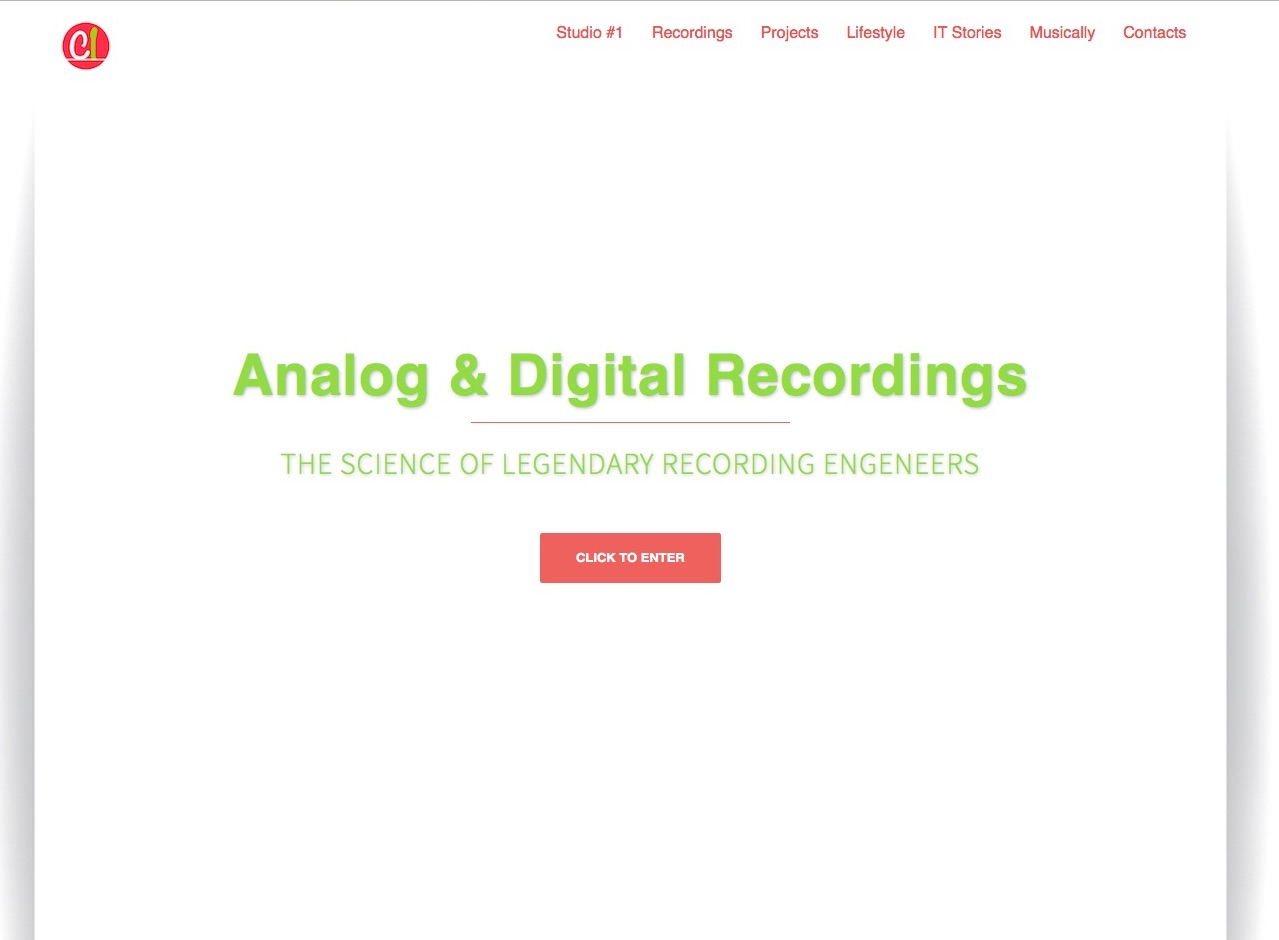 CL
Studio #1 Recordings Projects Lifestyle IT Stories Musically Contacts
Analog & Digital Recordings
THE SCIENCE OF LEGENDARY RECORDING ENGENEERS
CLICK TO ENTER